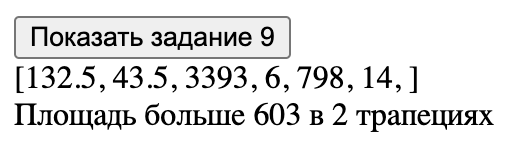 Показать задание 9
[132.5, 43.5, 3393, 6, 798, 14, ]
Площадь больше 603 в 2 трапециях